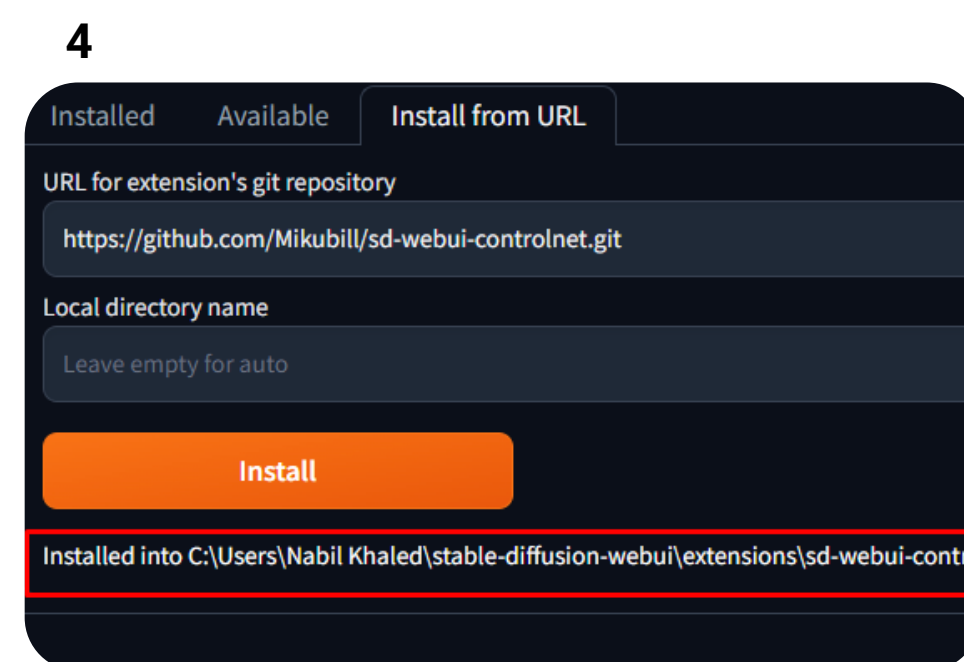 4
Installed Available Install from URL
URL for extension's git repository
https://github.com/Mikubill/sd-webui-controlnet.git
Local directory name
Leave empty for auto
Install
Installed into C:\Users\Nabil Khaled\stable-diffusion-webui\extensions\sd-webui-contr